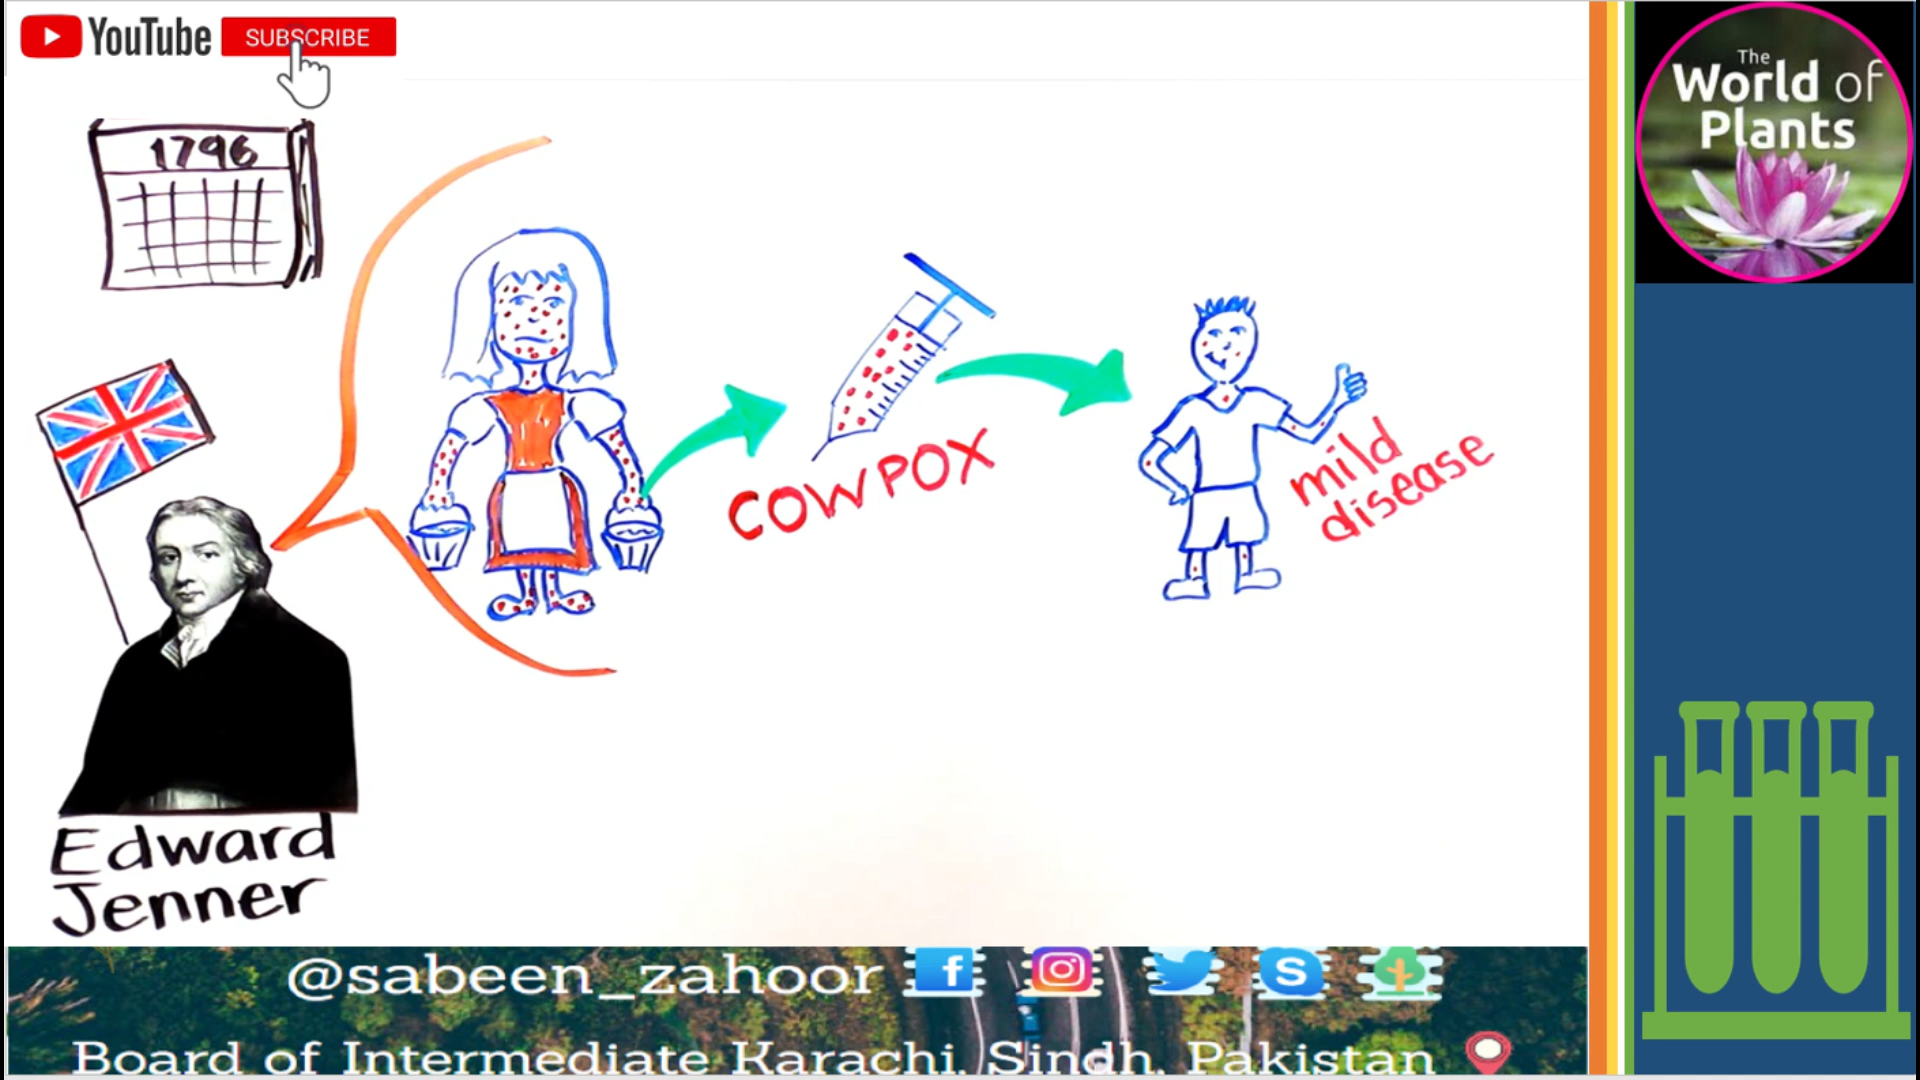 YouTube SUBSCRIBE
The
World of
Plants
1796
COWPOX
mild
disease
Edward
Jenner
@sabeen_zahoor
Board of Intermediate Karachi, Sindh, Pakistan